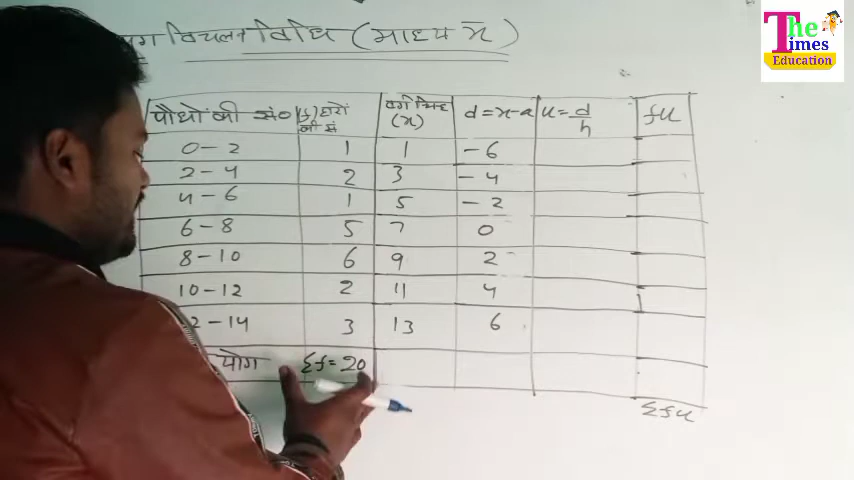 विचलन विधि (माध्य x̄)
The Times Education
पौधों की सं० (f) घरों की सं वर्ग चिन्ह (x) d=x-a u=d/h fu
0-2 1 1 -6
2-4 2 3 -4
4-6 1 5 -2
6-8 5 7 0
8-10 6 9 2
10-12 2 11 4
2-14 3 13 6
योग Σf=20
Σfu